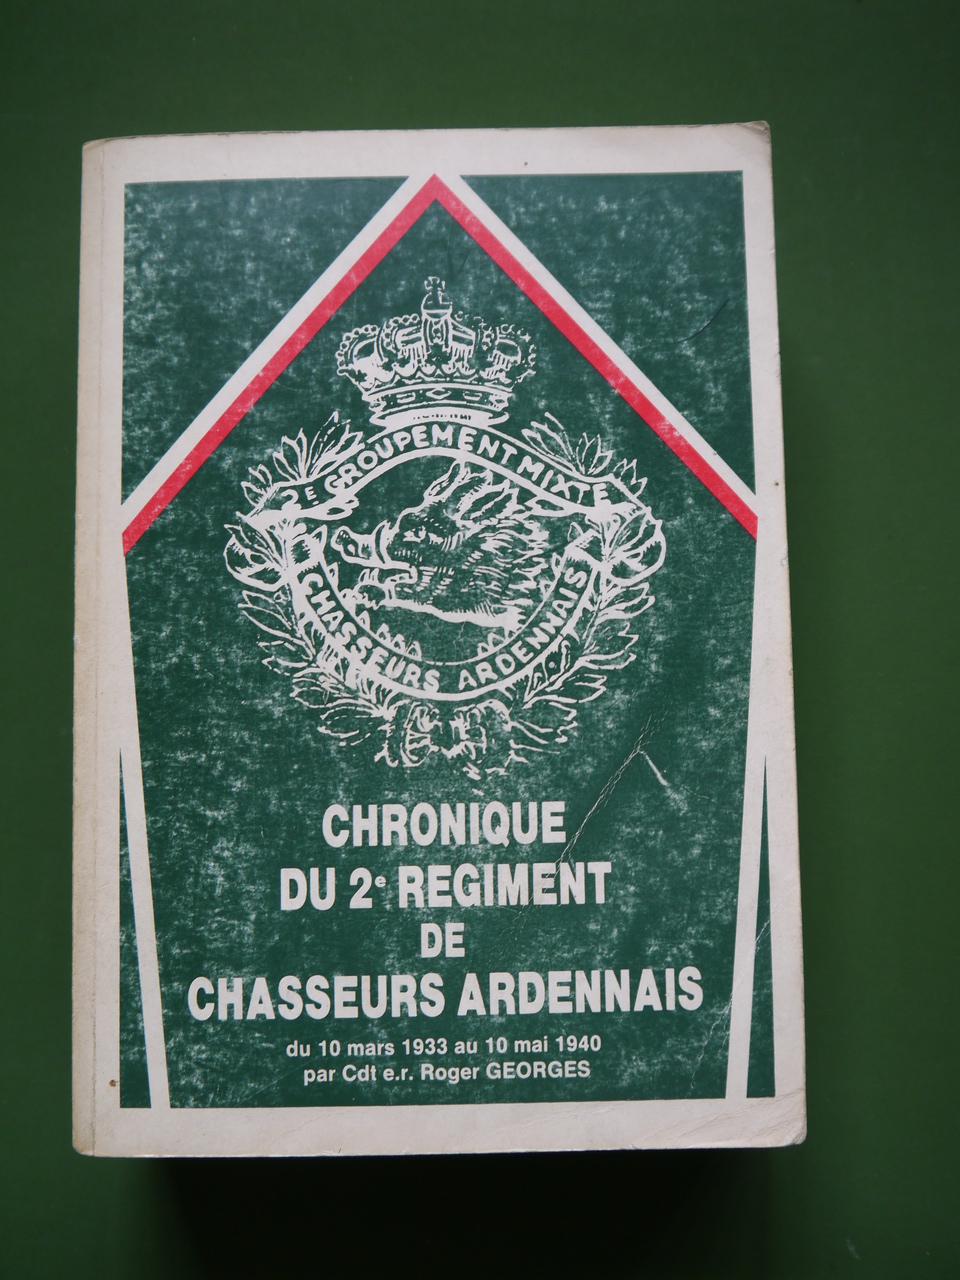 2E GROUPEMENT MIXTE
CHASSEURS ARDENNAIS
CHRONIQUE
DU 2e REGIMENT
DE
CHASSEURS ARDENNAIS
du 10 mars 1933 au 10 mai 1940
par Cdt e.r. Roger GEORGES